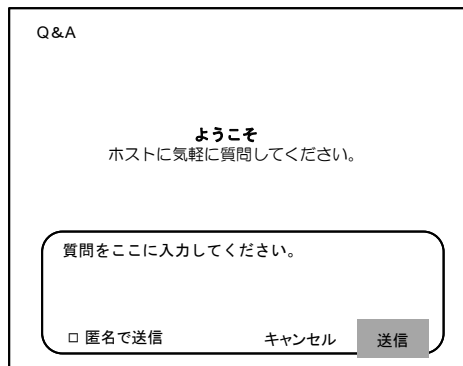 Q&A
ようこそ
ホストに気軽に質問してください。
質問をここに入力してください。
□ 匿名で送信 キャンセル 送信